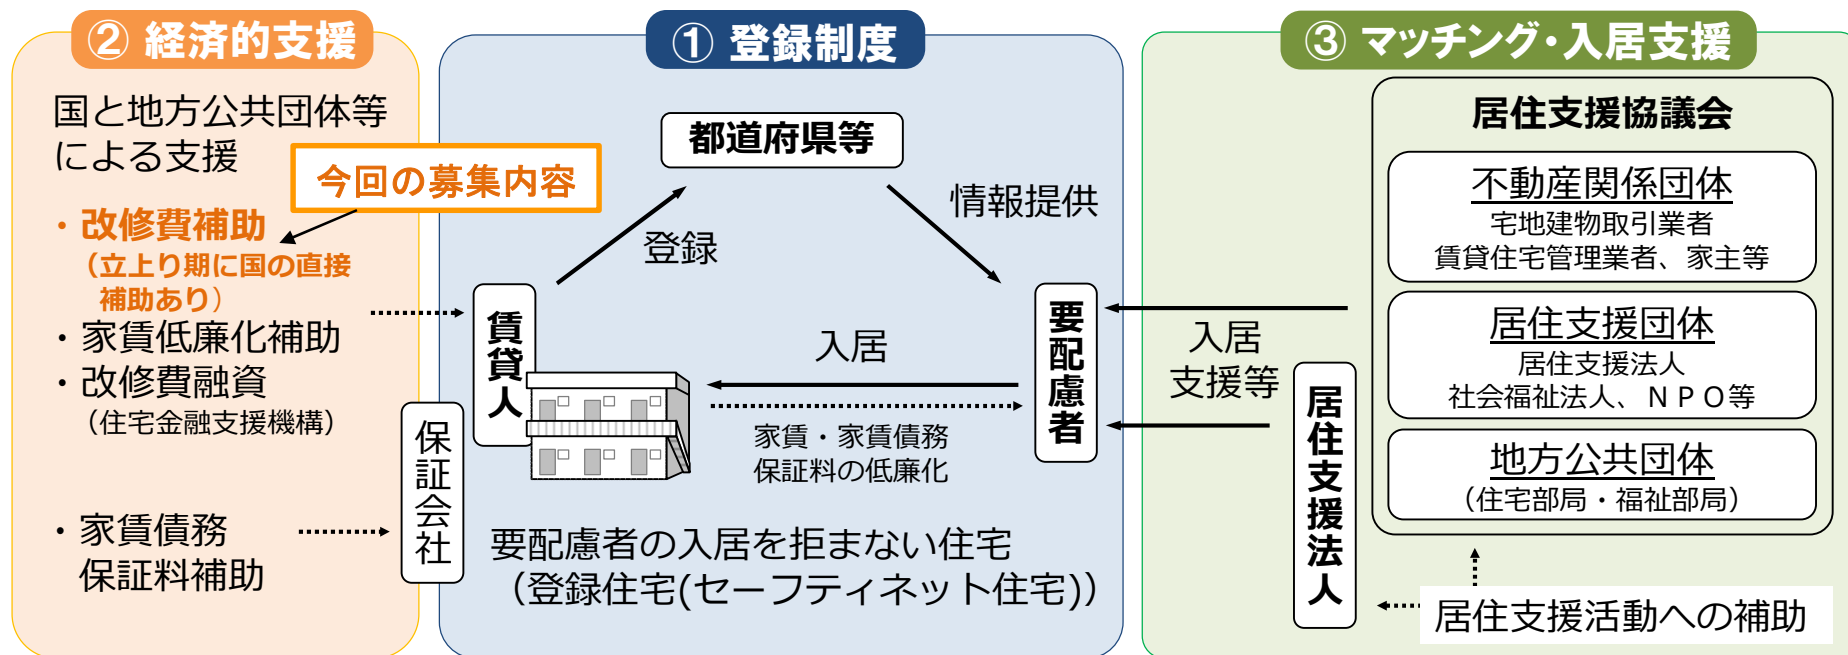 ② 経済的支援
国と地方公共団体等
による支援
今回の募集内容
・改修費補助
（立上り期に国の直接
補助あり）
・家賃低廉化補助
・改修費融資
（住宅金融支援機構）
・家賃債務
保証料補助
① 登録制度
都道府県等
登録
情報提供
賃貸人
保証会社
要配慮者
入居
家賃・家賃債務
保証料の低廉化
要配慮者の入居を拒まない住宅
（登録住宅(セーフティネット住宅)）
③ マッチング・入居支援
入居
支援等
居住支援法人
居住支援協議会
不動産関係団体
宅地建物取引業者
賃貸住宅管理業者、家主等
居住支援団体
居住支援法人
社会福祉法人、ＮＰＯ等
地方公共団体
（住宅部局・福祉部局）
居住支援活動への補助